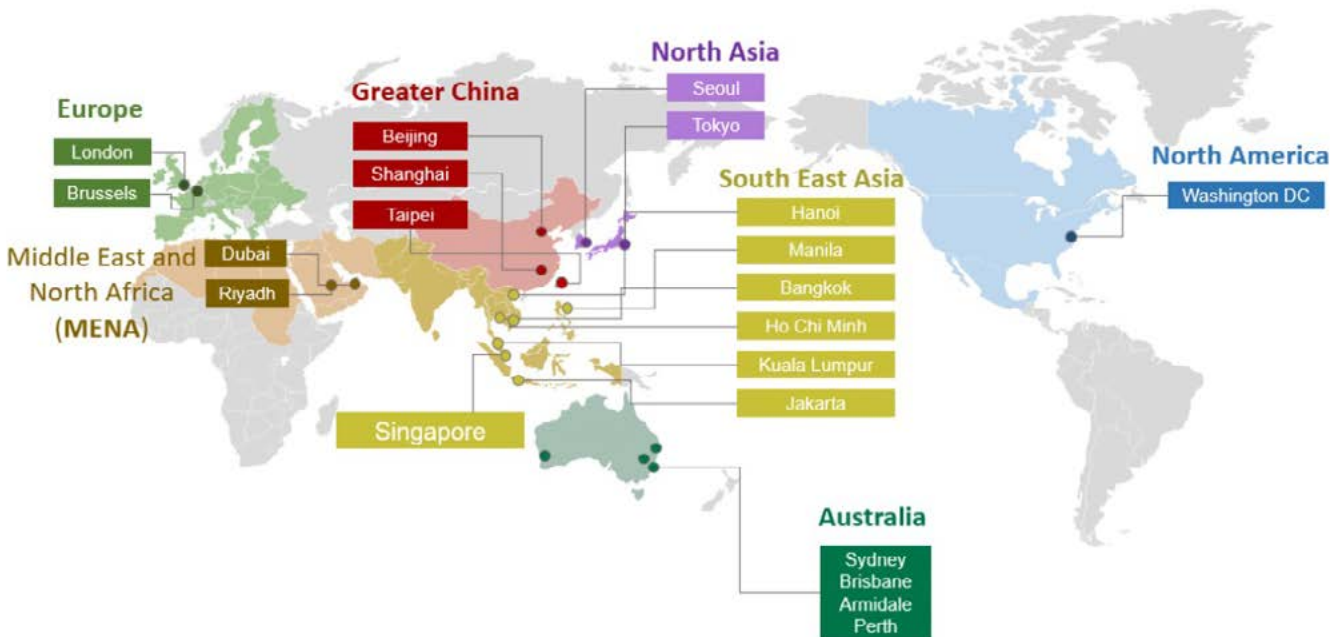 Europe
London
Brussels
Middle East and
North Africa
(MENA)
Dubai
Riyadh
Greater China
Beijing
Shanghai
Taipei
North Asia
Seoul
Tokyo
South East Asia
Hanoi
Manila
Bangkok
Ho Chi Minh
Kuala Lumpur
Jakarta
Singapore
North America
Washington DC
Australia
Sydney
Brisbane
Armidale
Perth